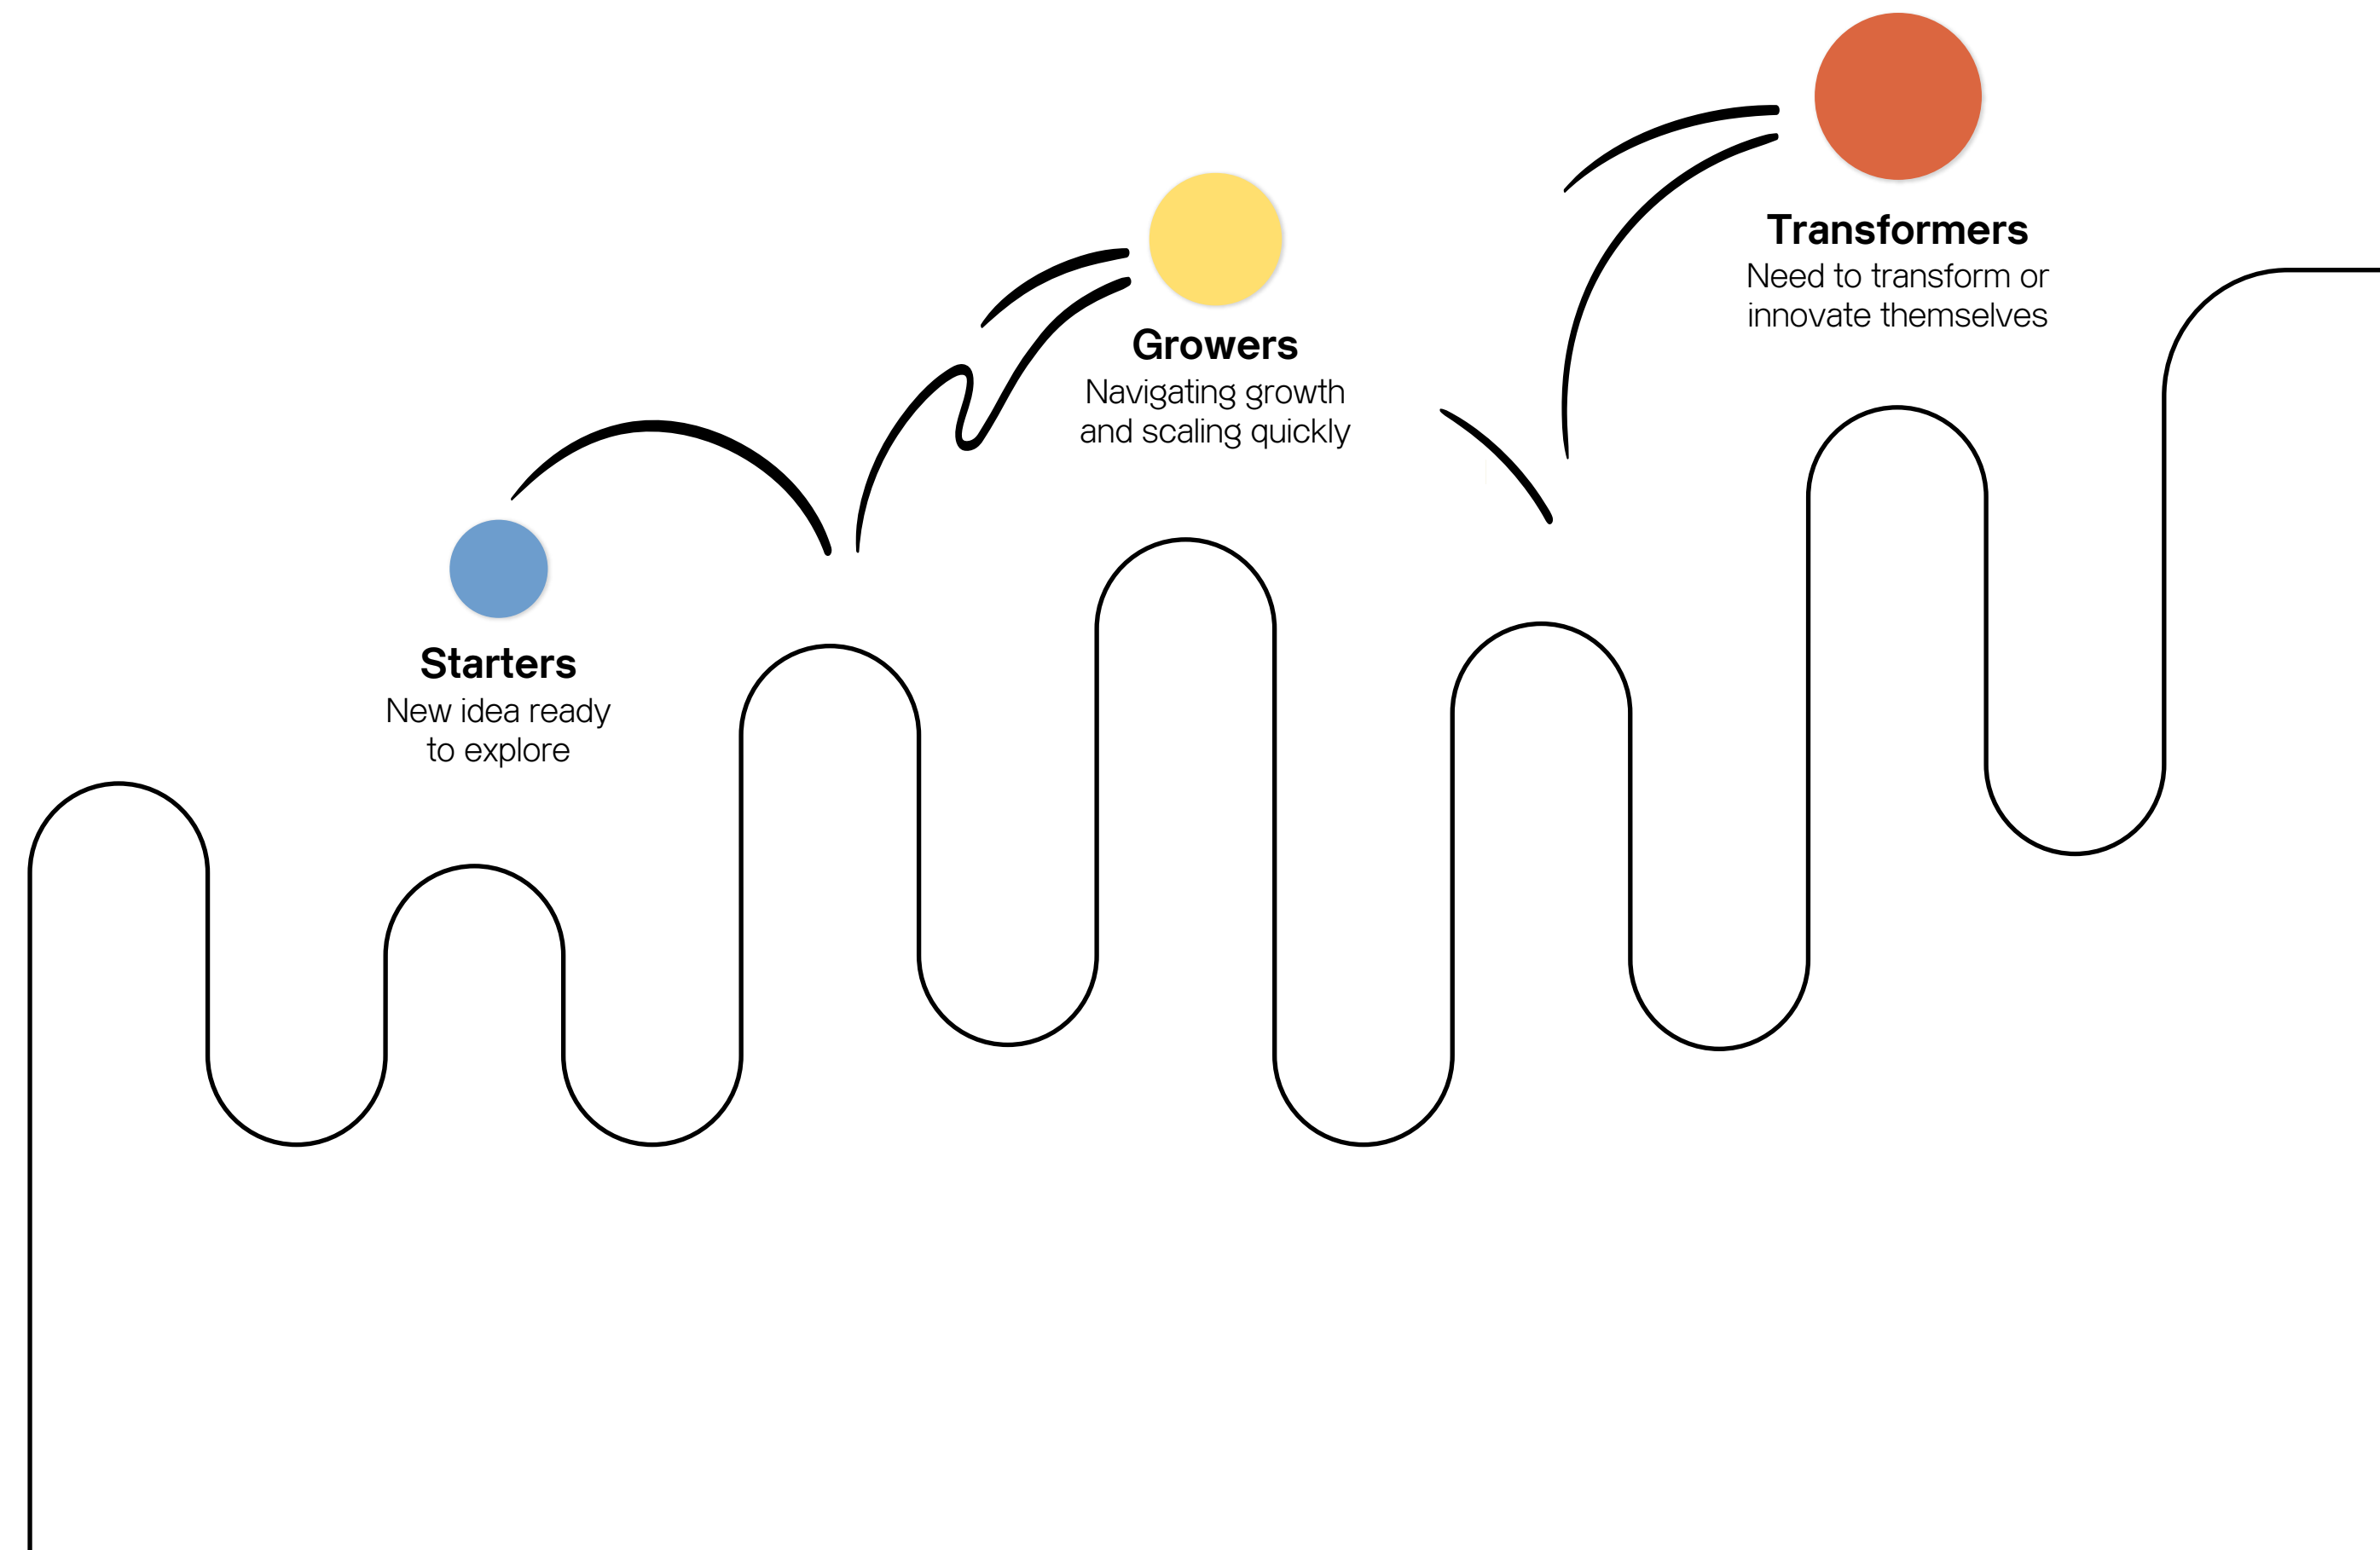 Starters
New idea ready
to explore
Growers
Navigating growth
and scaling quickly
Transformers
Need to transform or
innovate themselves